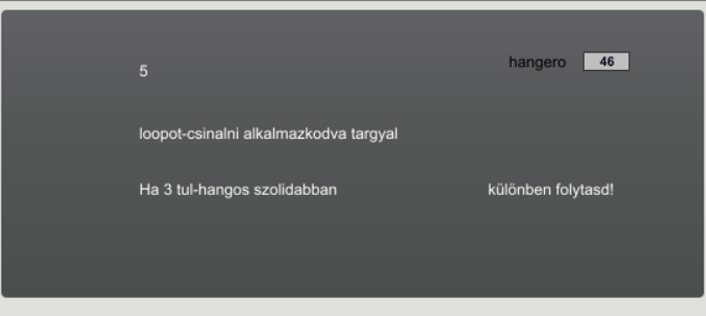 hangero 46
5
loopot-csinalni alkalmazkodva targyal
Ha 3 tul-hangos szolidabban különben folytasd!